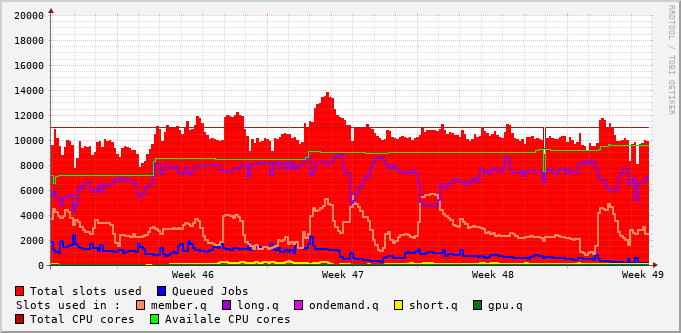 20000
18000
16000
14000
12000
10000
8000
6000
4000
2000
0
Week 46 Week 47 Week 48 Week 49
RRDTOOL / TOBI OETIKER
Total slots used Queued Jobs
Slots used in : member.q long.q ondemand.q short.q gpu.q
Total CPU cores Availale CPU cores